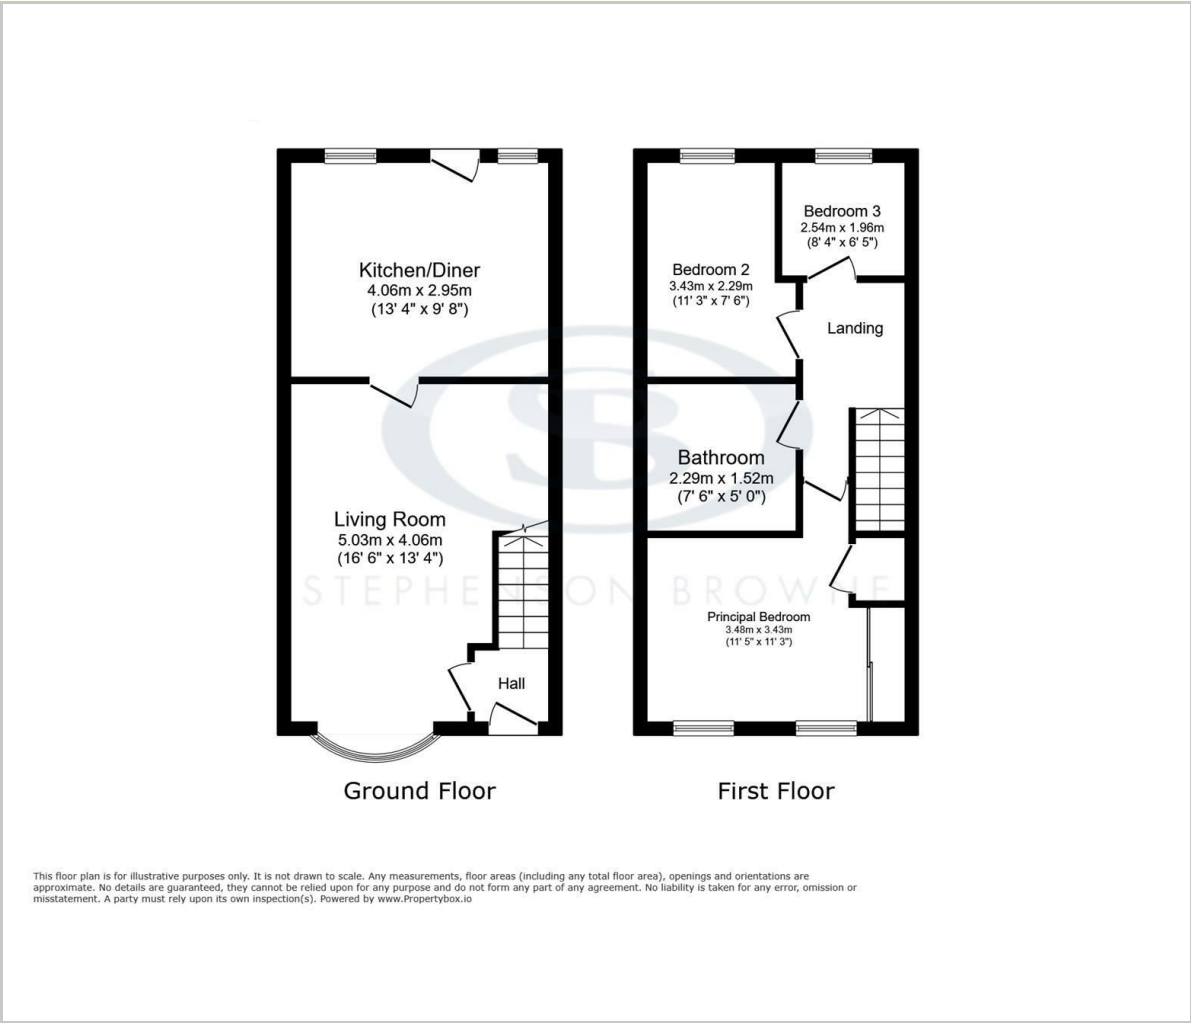 Kitchen/Diner
4.06m x 2.95m
(13' 4" x 9' 8")
Living Room
5.03m x 4.06m
(16' 6" x 13' 4")
Hall
Ground Floor
Bedroom 3
2.54m x 1.96m
(8' 4" x 6' 5")
Bedroom 2
3.43m x 2.29m
(11' 3" x 7' 6")
Landing
Bathroom
2.29m x 1.52m
(7' 6" x 5' 0")
Principal Bedroom
3.48m x 3.43m
(11' 5" x 11' 3")
First Floor
SB
STEPHENSON BROWNE
This floor plan is for illustrative purposes only. It is not drawn to scale. Any measurements, floor areas (including any total floor area), openings and orientations are
approximate. No details are guaranteed, they cannot be relied upon for any purpose and do not form any part of any agreement. No liability is taken for any error, omission or
misstatement. A party must rely upon its own inspection(s). Powered by www.Propertybox.io